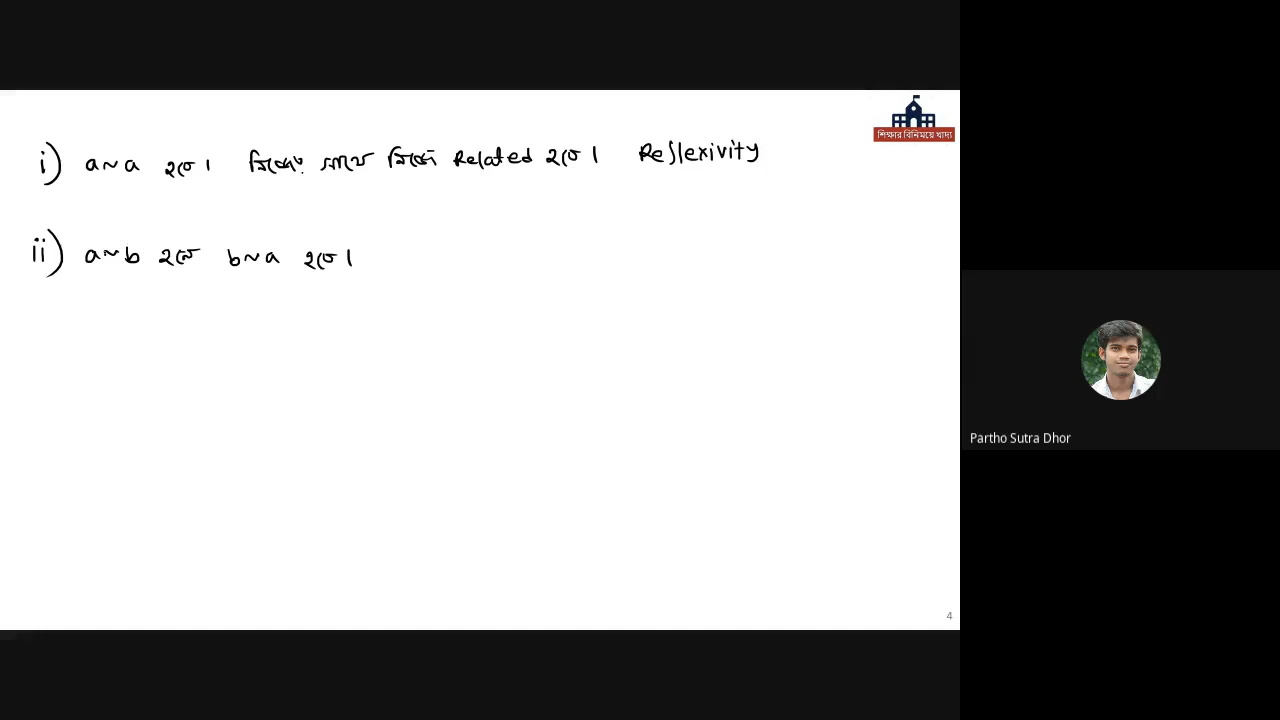 শিক্ষার বিনিময়ে খাদ্য
i) a~a হবে। নিজের সাথে নিজে Related হবে। Reflexivity
ii) a~b হলে b~a হবে।
Partho Sutra Dhor
4